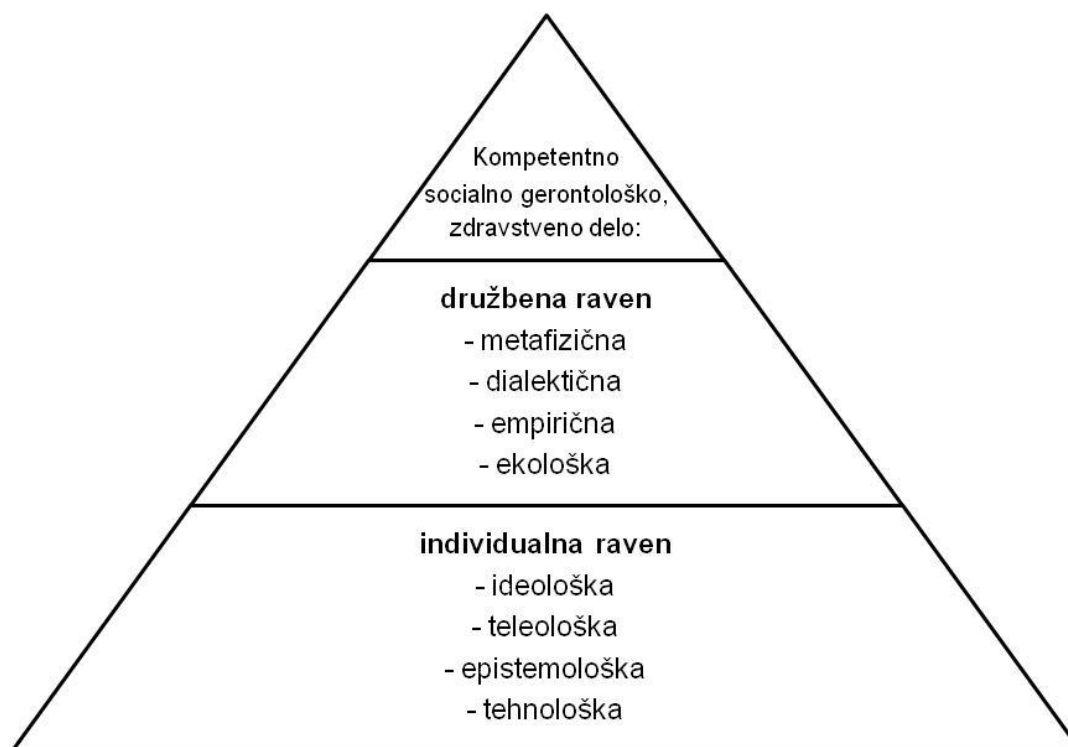 Kompetentno
socialno gerontološko,
zdravstveno delo:
družbena raven
- metafizična
- dialektična
- empirična
- ekološka
individualna raven
- ideološka
- teleološka
- epistemološka
- tehnološka